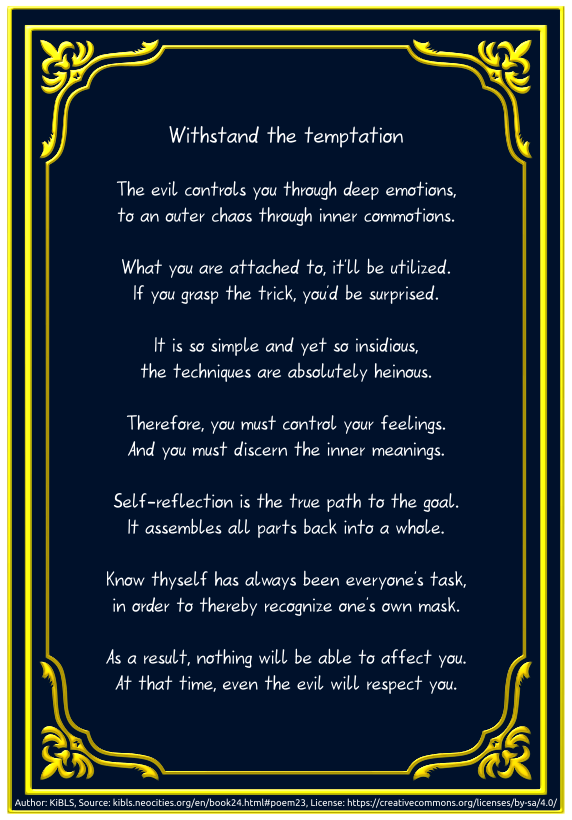 Withstand the temptation
The evil controls you through deep emotions,
to an outer chaos through inner commotions.
What you are attached to, it'll be utilized.
If you grasp the trick, you'd be surprised.
It is so simple and yet so insidious,
the techniques are absolutely heinous.
Therefore, you must control your feelings.
And you must discern the inner meanings.
Self-reflection is the true path to the goal.
It assembles all parts back into a whole.
Know thyself has always been everyone's task,
in order to thereby recognize one's own mask.
As a result, nothing will be able to affect you.
At that time, even the evil will respect you.
Author: KiBLS, Source: kibls.neocities.org/en/book24.html#poem23, License: https://creativecommons.org/licenses/by-sa/4.0/